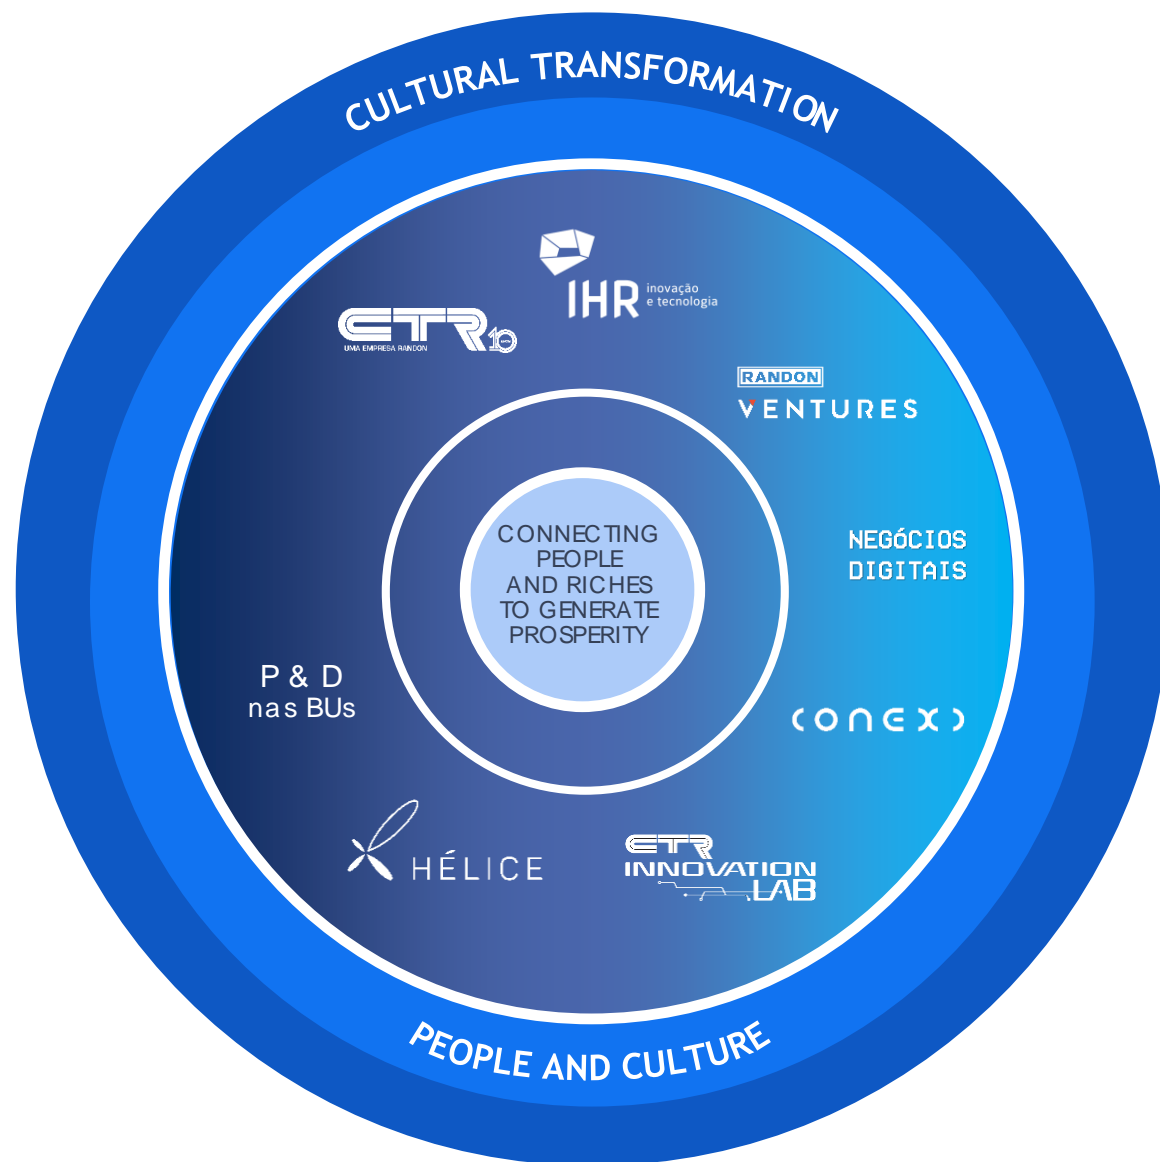 CULTURAL TRANSFORMATION
IHR
inovação
e tecnologia
CTR
UMA EMPRESA RANDON
10
RANDON
VENTURES
CONNECTING
PEOPLE
AND RICHES
TO GENERATE
PROSPERITY
NEGÓCIOS
DIGITAIS
P & D
nas BUs
CONEXO
HÉLICE
CTR
INNOVATION
LAB
PEOPLE AND CULTURE